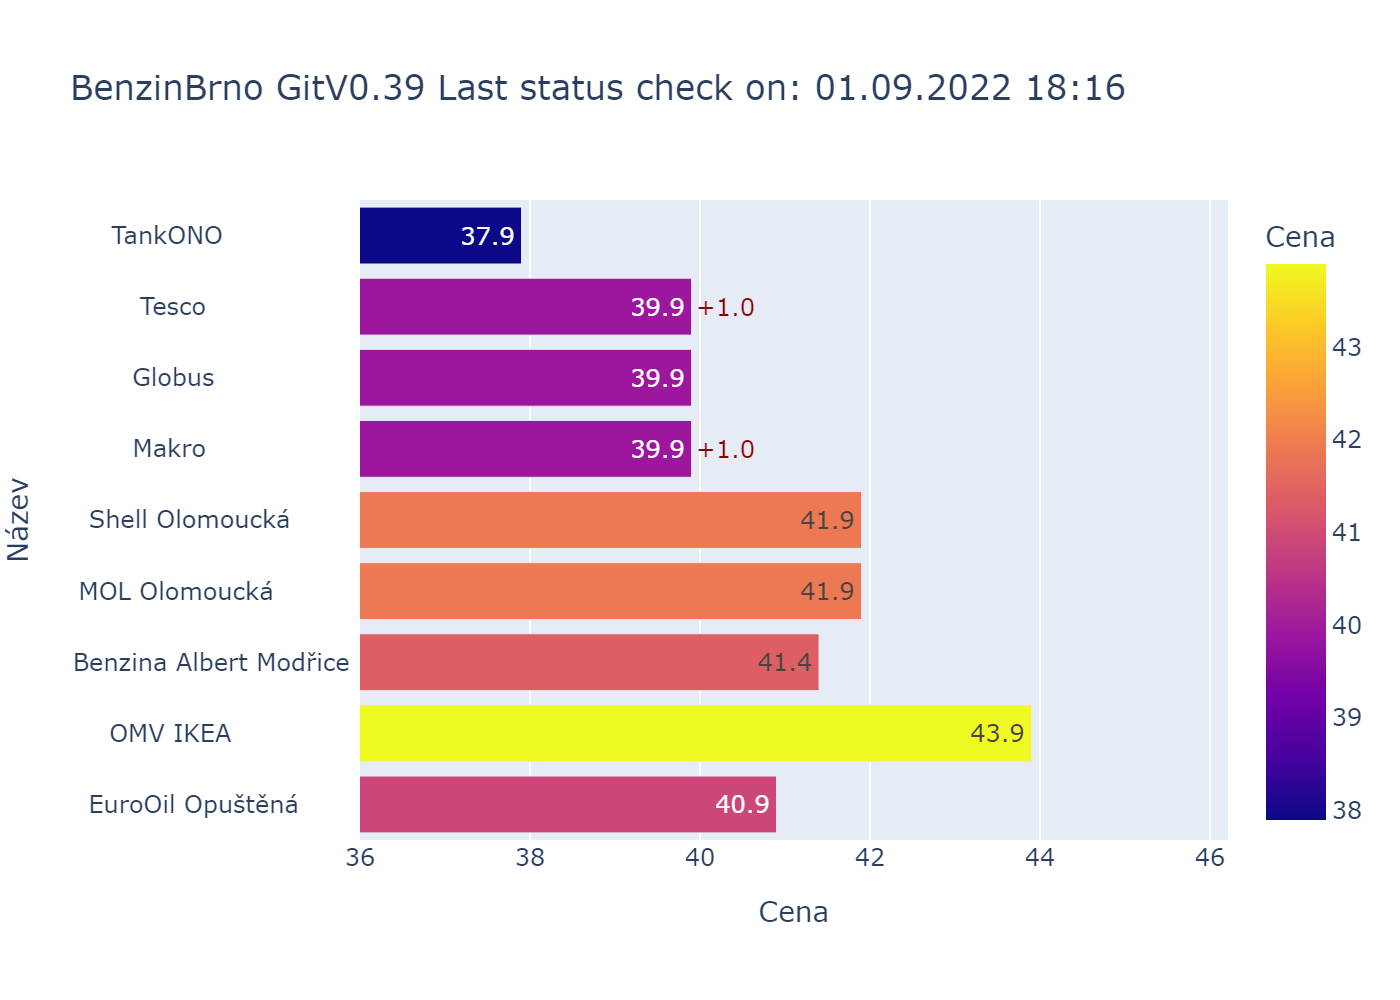 BenzinBrno GitV0.39 Last status check on: 01.09.2022 18:16
TankONO
37.9
Tesco
39.9 +1.0
Globus
39.9
Makro
39.9 +1.0
Shell Olomoucká
41.9
MOL Olomoucká
41.9
Benzina Albert Modřice
41.4
OMV IKEA
43.9
EuroOil Opuštěná
40.9
Název
36 38 40 42 44 46
Cena
Cena
43
42
41
40
39
38